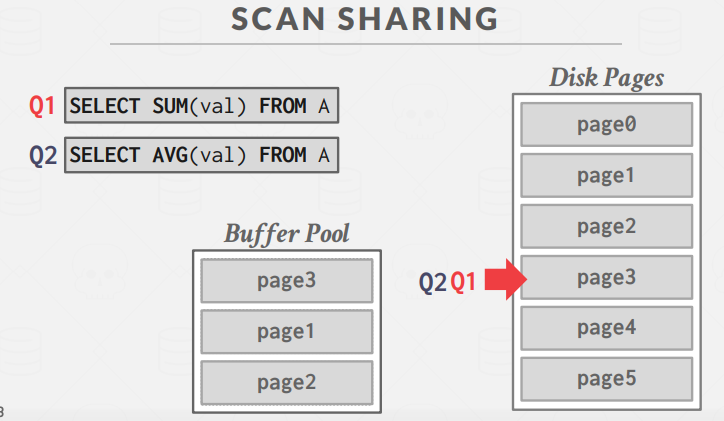 SCAN SHARING
Q1 SELECT SUM(val) FROM A
Q2 SELECT AVG(val) FROM A
Buffer Pool
page3
page1
page2
Q2 Q1
Disk Pages
page0
page1
page2
page3
page4
page5